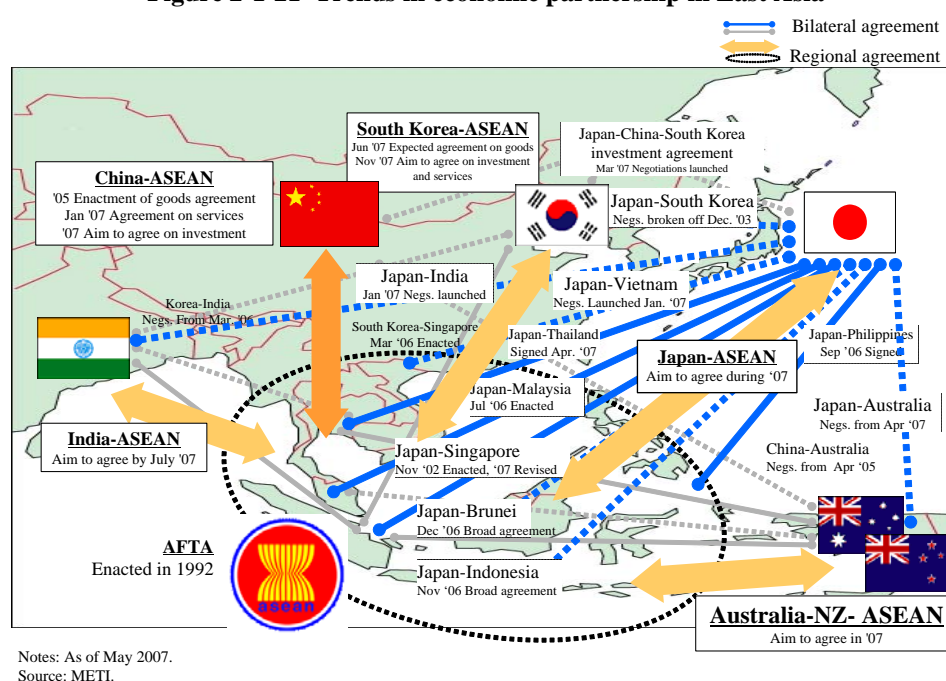 Bilateral agreement
Regional agreement
South Korea-ASEAN
Jun '07 Expected agreement on goods
Nov '07 Aim to agree on investment
and services
Japan-China-South Korea
investment agreement
Mar '07 Negotiations launched
China-ASEAN
'05 Enactment of goods agreement
Jan '07 Agreement on services
'07 Aim to agree on investment
Japan-South Korea
Negs. broken off Dec. '03
Japan-India
Jan '07 Negs. launched
Japan-Vietnam
Negs. Launched Jan. ‘07
Korea-India
Negs. From Mar. '06
South Korea-Singapore
Mar ‘06 Enacted
Japan-Thailand
Signed Apr. ‘07
Japan-Philippines
Sep ’06 Signed
Japan-ASEAN
Aim to agree during ‘07
Japan-Malaysia
Jul ‘06 Enacted
Japan-Australia
Negs. from Apr ‘07
India-ASEAN
Aim to agree by July '07
Japan-Singapore
Nov ‘02 Enacted, ‘07 Revised
China-Australia
Negs. from Apr ‘05
Japan-Brunei
Dec ‘06 Broad agreement
AFTA
Enacted in 1992
asean
Japan-Indonesia
Nov ‘06 Broad agreement
Australia-NZ- ASEAN
Aim to agree in '07
Notes: As of May 2007.
Source: METI.